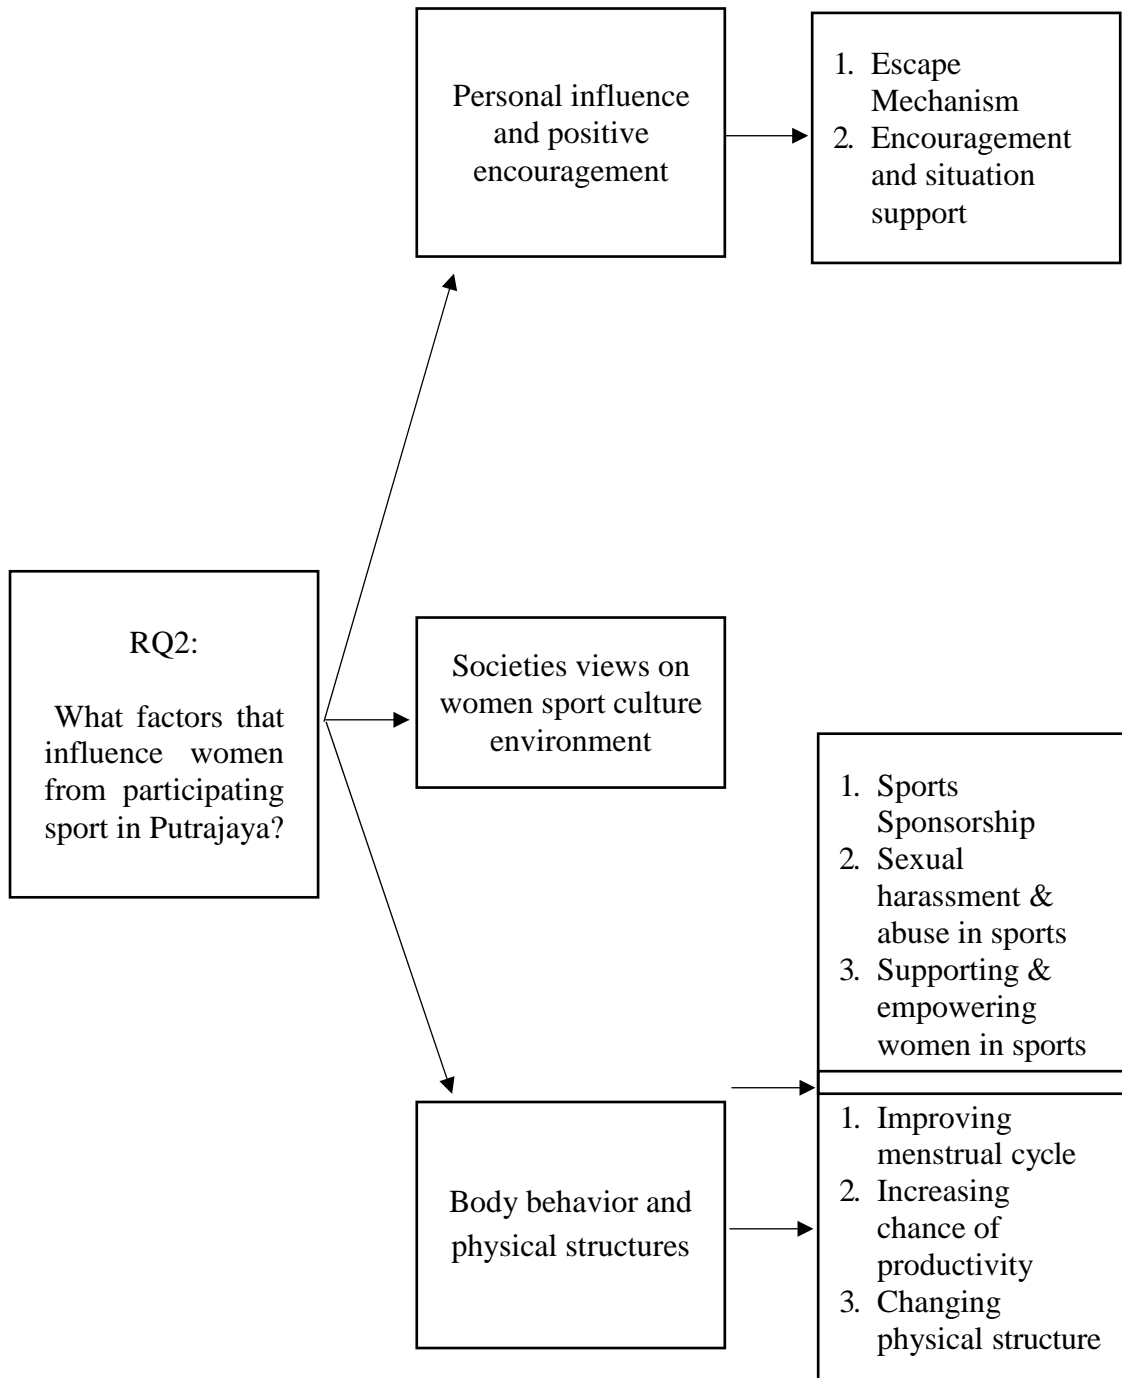 Personal influence
and positive
encouragement
1. Escape
Mechanism
2. Encouragement
and situation
support
RQ2:
What factors that
influence women
from participating
sport in Putrajaya?
Societies views on
women sport culture
environment
1. Sports
Sponsorship
2. Sexual
harassment &
abuse in sports
3. Supporting &
empowering
women in sports
Body behavior and
physical structures
1. Improving
menstrual cycle
2. Increasing
chance of
productivity
3. Changing
physical structure